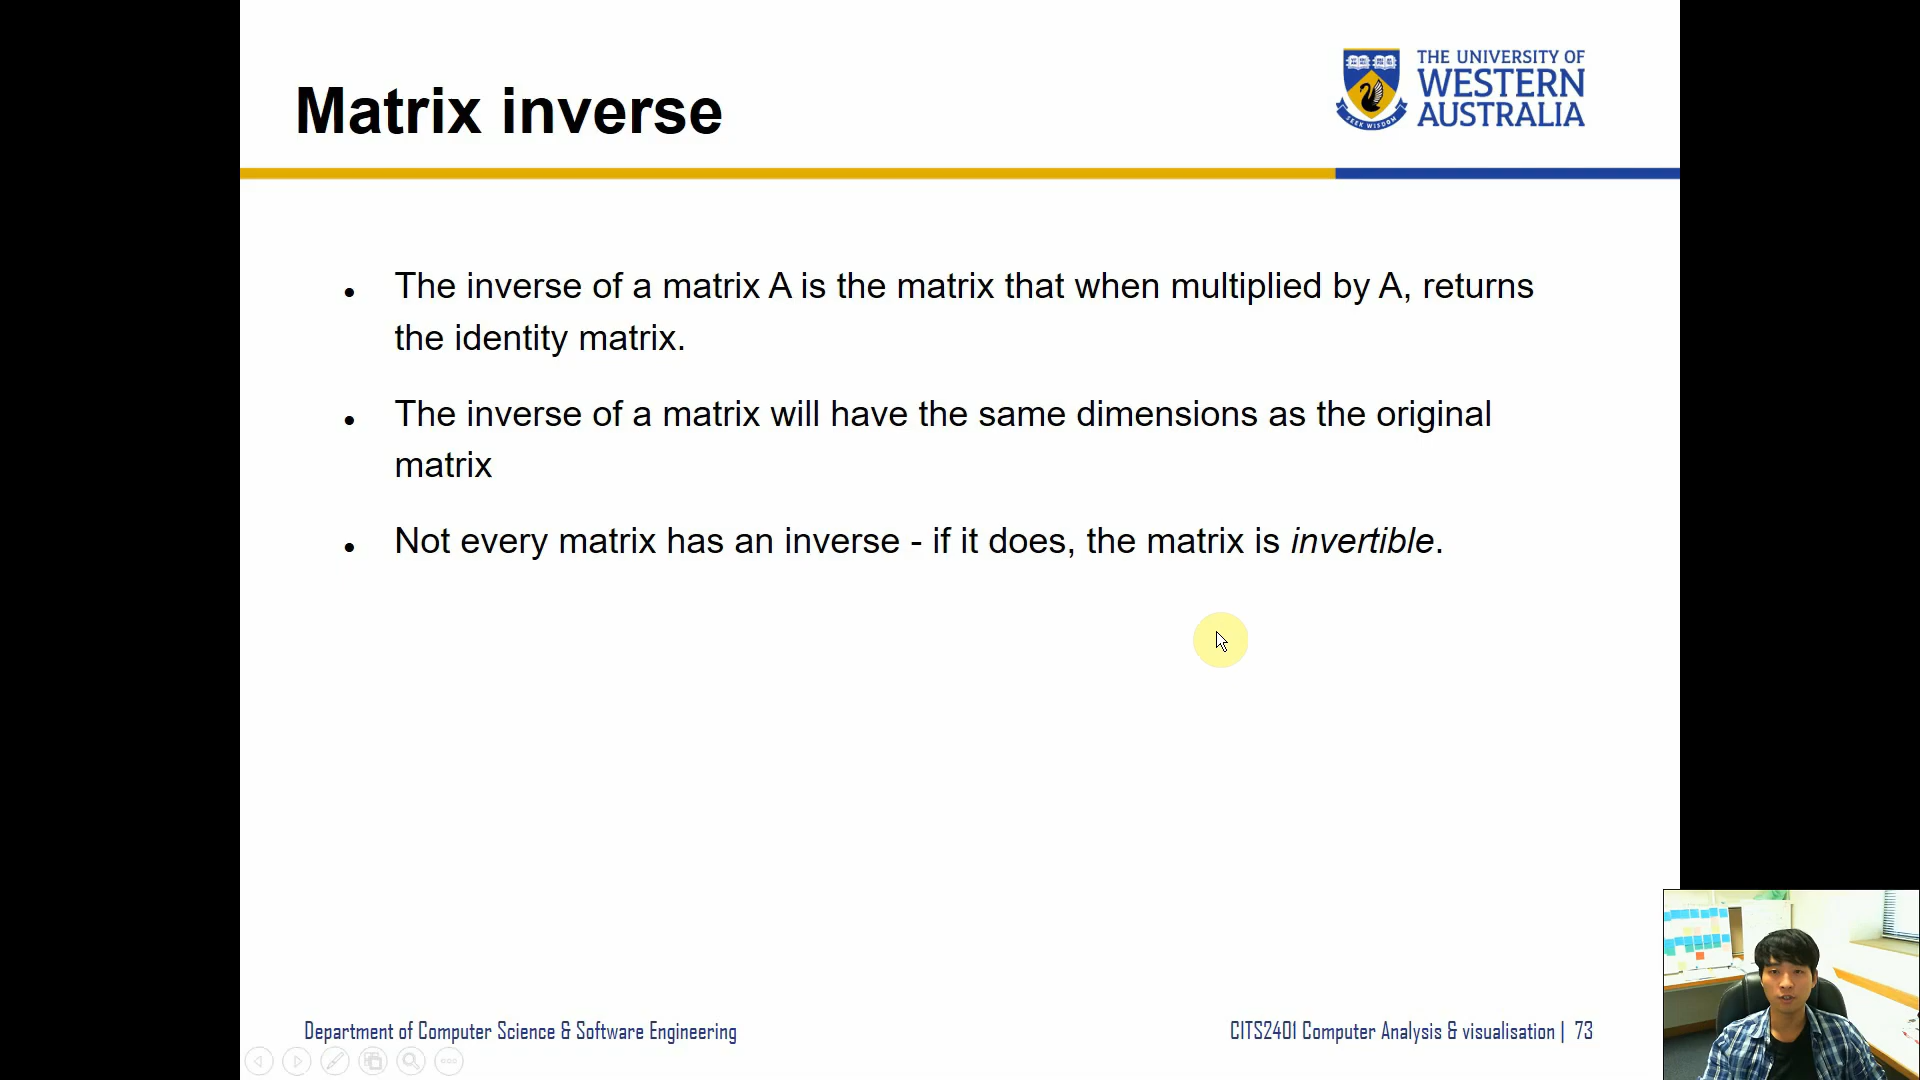 Matrix inverse
THE UNIVERSITY OF
WESTERN
AUSTRALIA
SEEK WISDOM
• The inverse of a matrix A is the matrix that when multiplied by A, returns
the identity matrix.
• The inverse of a matrix will have the same dimensions as the original
matrix
• Not every matrix has an inverse - if it does, the matrix is invertible.
Department of Computer Science & Software Engineering
CITS2401 Computer Analysis & visualisation | 73